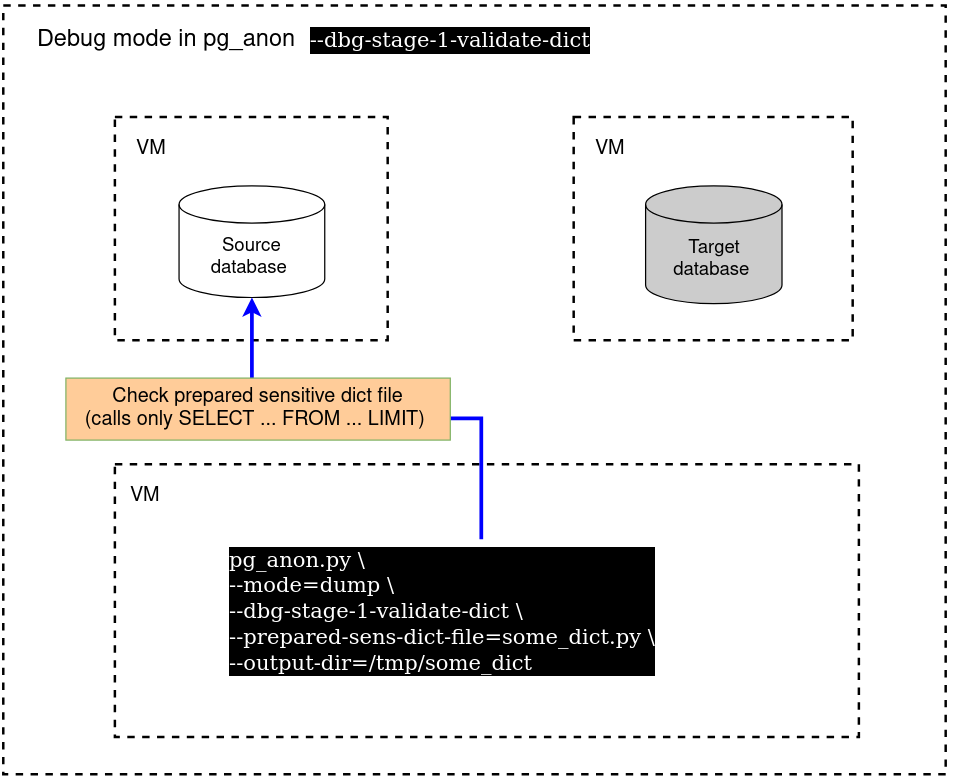 Debug mode in pg_anon --dbg-stage-1-validate-dict
VM
VM
Source
database
Target
database
Check prepared sensitive dict file
(calls only SELECT ... FROM ... LIMIT)
VM
pg_anon.py \
--mode=dump \
--dbg-stage-1-validate-dict \
--prepared-sens-dict-file=some_dict.py \
--output-dir=/tmp/some_dict